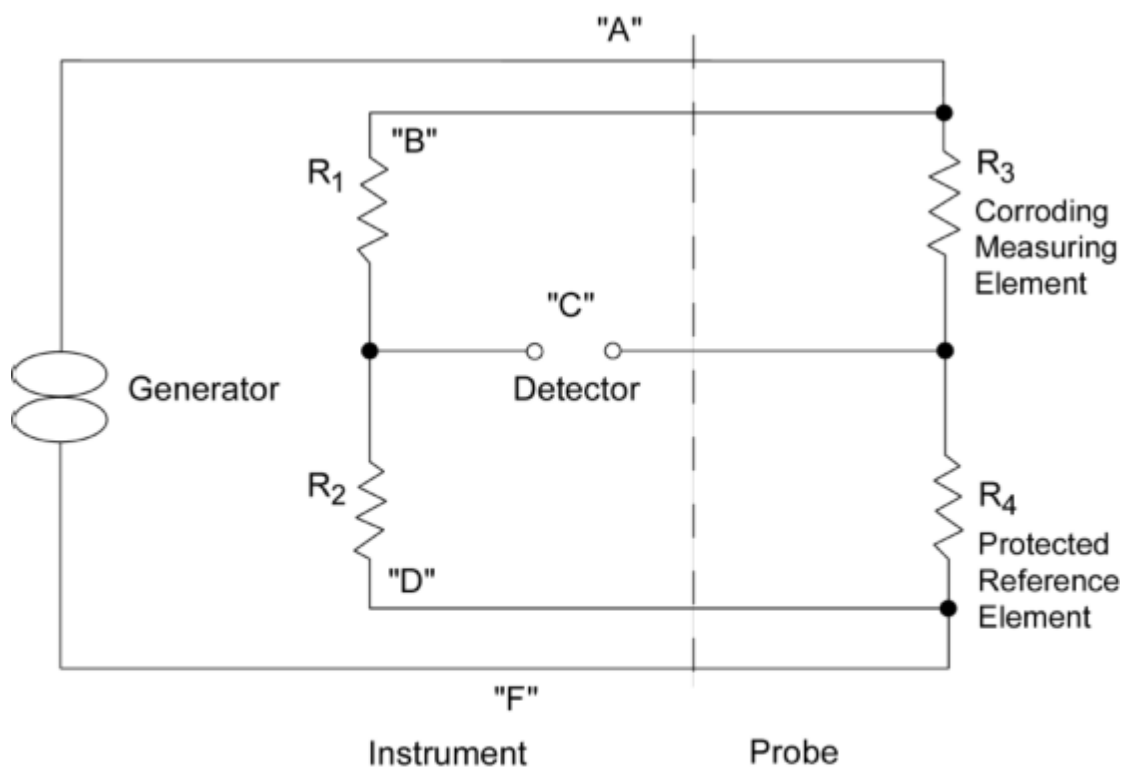 "A"
"B"
R1
R3
Corroding
Measuring
Element
"C"
Generator
Detector
R2
R4
Protected
Reference
Element
"D"
"F"
Instrument
Probe